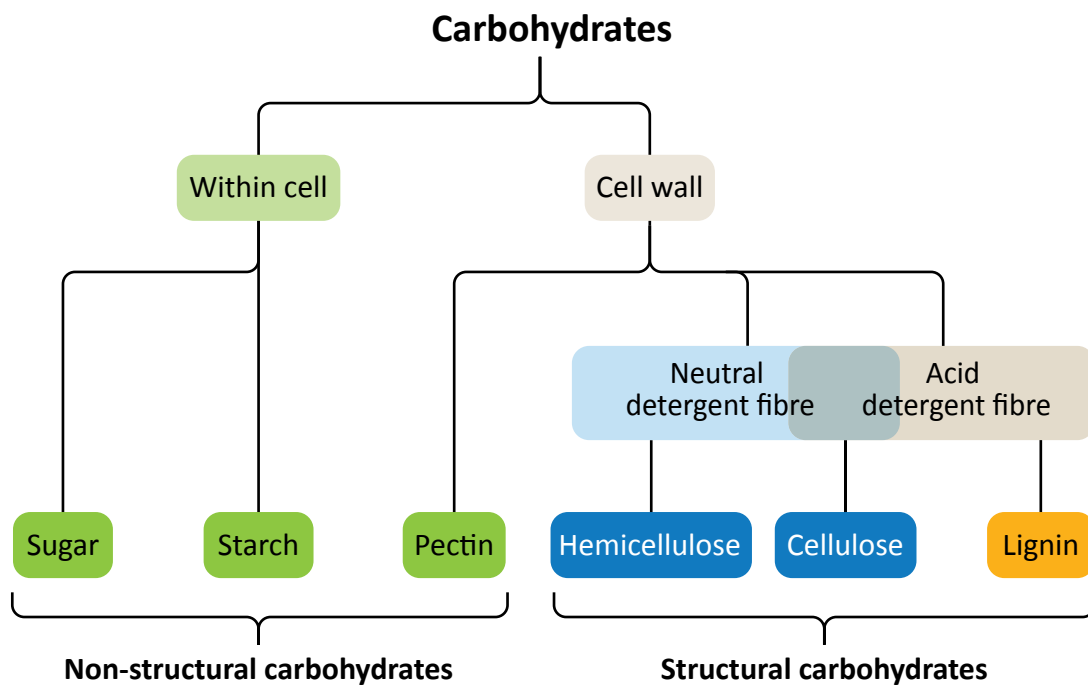 Carbohydrates
Within cell
Cell wall
Neutral
detergent fibre
Acid
detergent fibre
Sugar
Starch
Pectin
Hemicellulose
Cellulose
Lignin
Non-structural carbohydrates
Structural carbohydrates